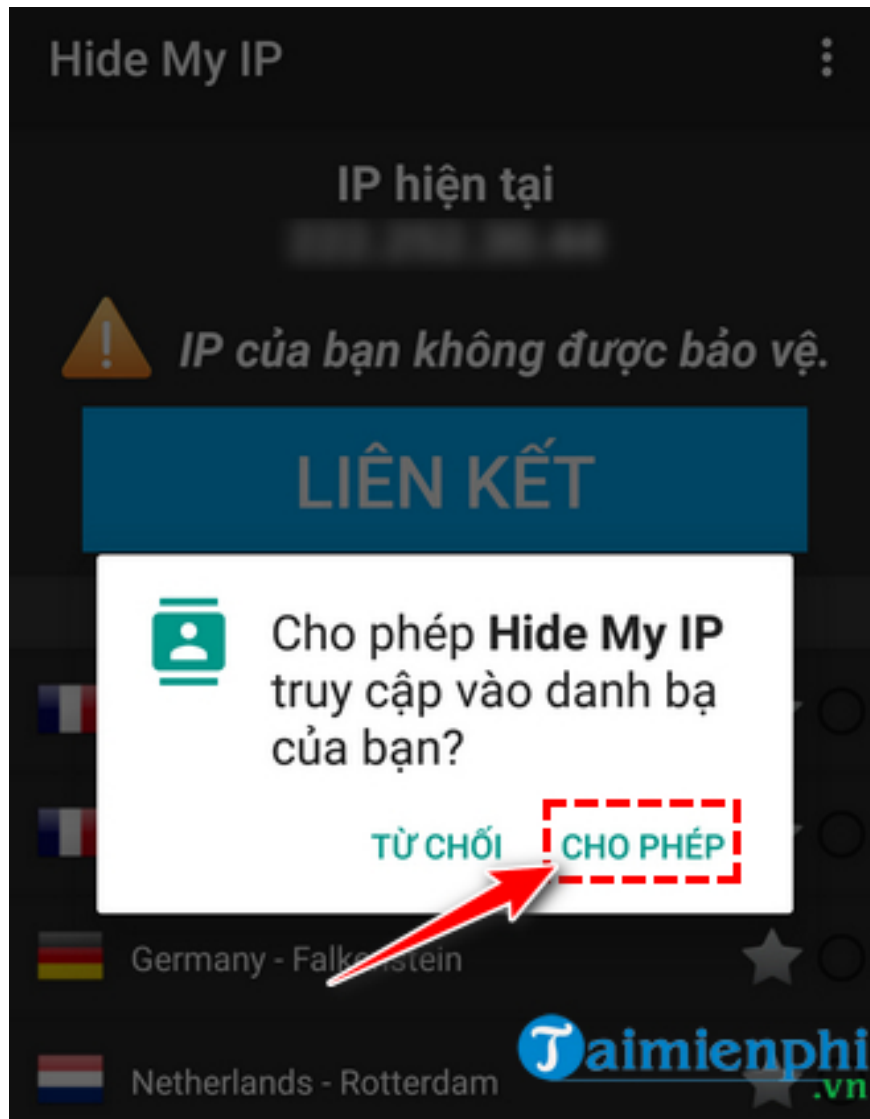 Hide My IP
IP hiện tại
IP của bạn không được bảo vệ.
LIÊN KẾT
Cho phép Hide My IP
truy cập vào danh bạ
của bạn?
TỪ CHỐI CHO PHÉP
Germany - Falkenstein
Netherlands - Rotterdam
Taimienphi
.vn